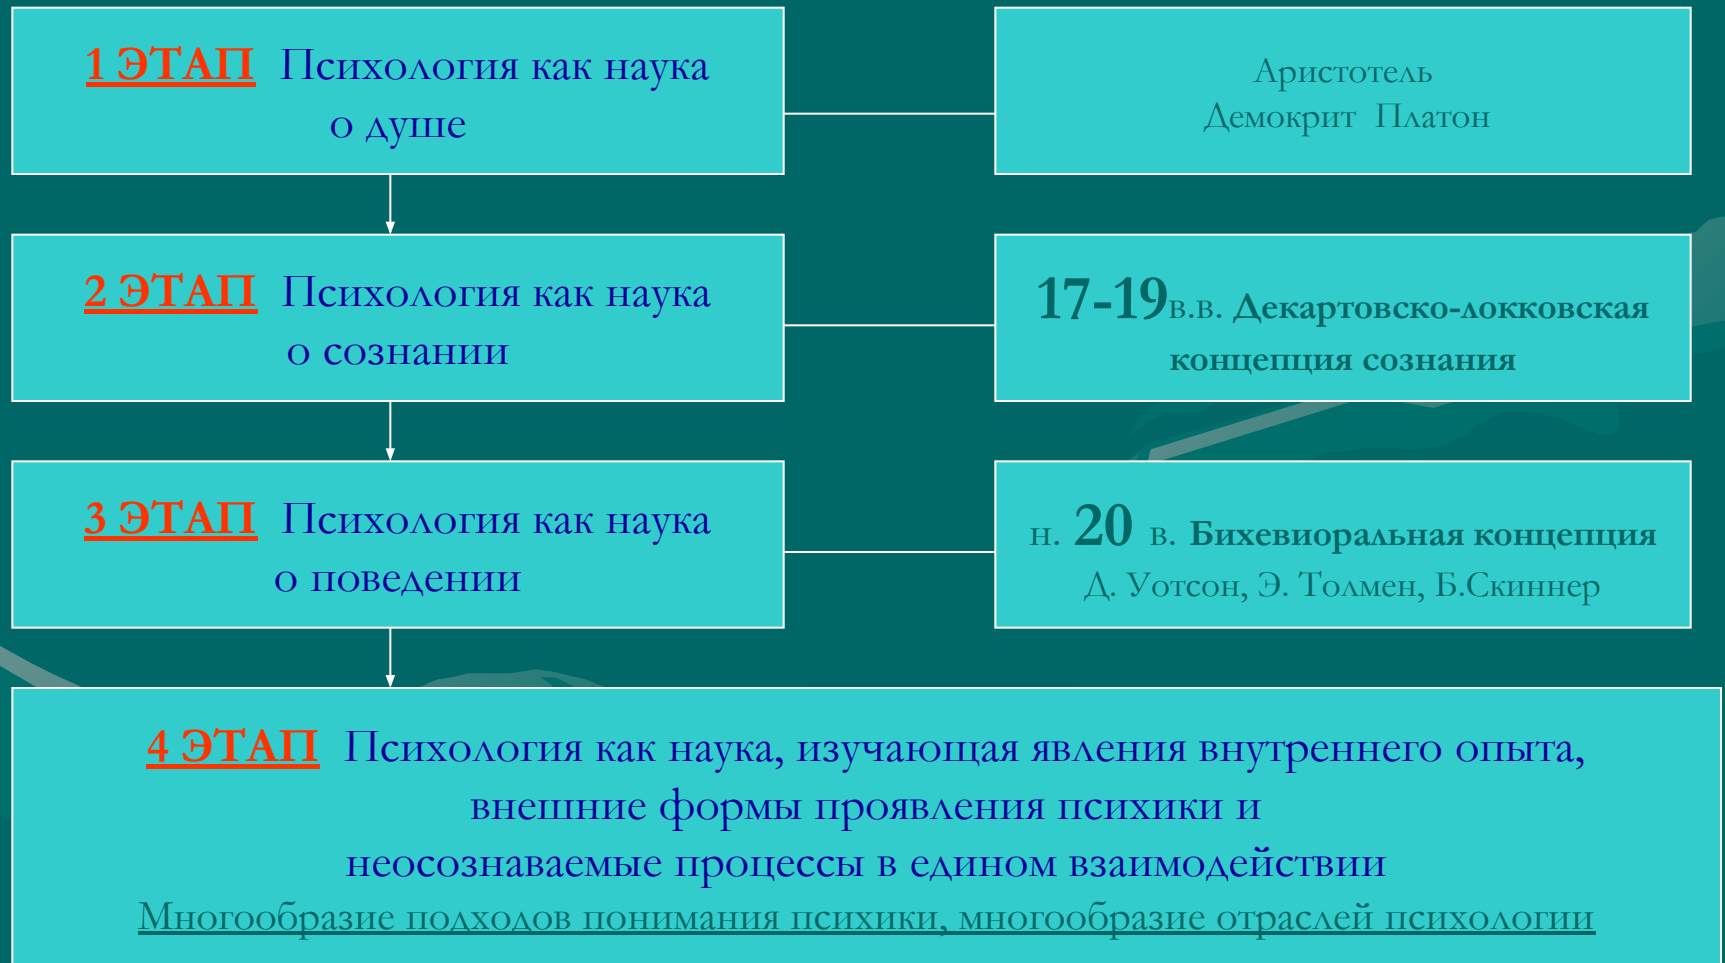 1 ЭТАП Психология как наука
о душе
Аристотель
Демокрит Платон
2 ЭТАП Психология как наука
о сознании
17-19в.в. Декартовско-локковская
концепция сознания
3 ЭТАП Психология как наука
о поведении
н. 20 в. Бихевиоральная концепция
Д. Уотсон, Э. Толмен, Б.Скиннер
4 ЭТАП Психология как наука, изучающая явления внутреннего опыта,
внешние формы проявления психики и
неосознаваемые процессы в едином взаимодействии
Многообразие подходов понимания психики, многообразие отраслей психологии